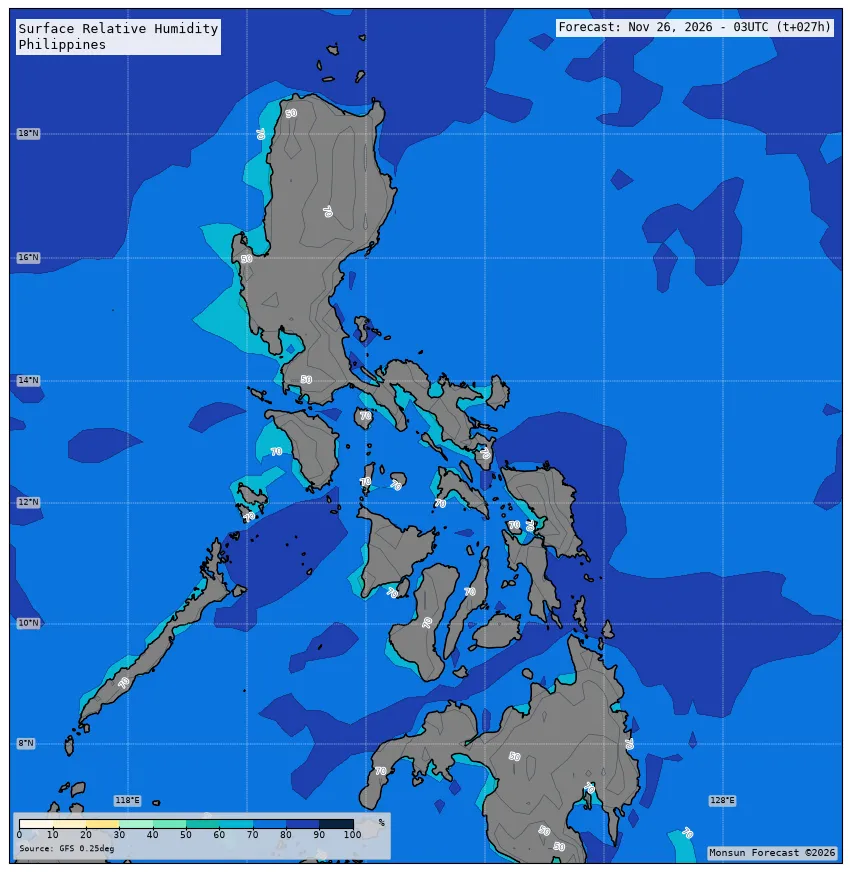 Surface Relative Humidity
Philippines
Forecast: Nov 26, 2026 - 03UTC (t+027h)
50
70
18°N
70
16°N
50
14°N
50
70
70
70
12°N
70
70
70
70
70
70
70
70
10°N
70
70
8°N
70
50
70
70
118°E
128°E
50
70
50
0 10 20 30 40 50 60 70 80 90 100 %
Source: GFS 0.25deg
Monsun Forecast ©2026